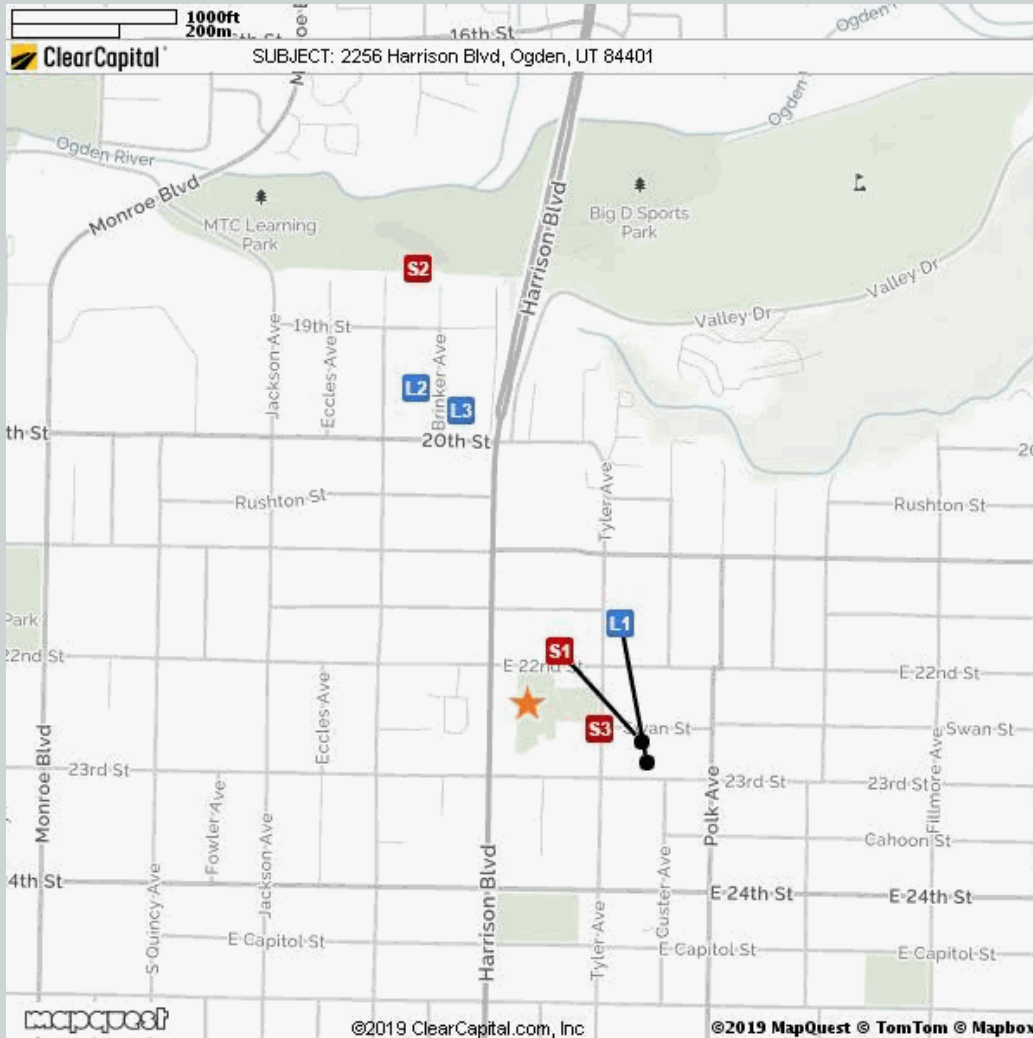 1000ft
200m
16th St
ClearCapital
SUBJECT: 2256 Harrison Blvd, Ogden, UT 84401
Ogden River
Ogden
Monroe Blvd
MTC Learning
Park
Harrison Blvd
Big D Sports
Park
S2
Valley Dr
Valley Dr
19th St
Jackson Ave
Eccles Ave
Brinker Ave
L2
L3
th St
20th St
Rushton St
Tyler Ave
Rushton St
Park
L1
S1
22nd St
E 22nd St
E 22nd St
Eccles Ave
S3
Swan St
Swan St
Monroe Blvd
23rd St
23rd St
23rd St
Fowler Ave
Jackson Ave
Polk Ave
Fillmore Ave
Cahoon St
4th St
S Quincy Ave
Harrison Blvd
Tyler Ave
Custer Ave
E 24th St
E 24th St
E Capitol St
E Capitol St
E Capitol St
mapquest
©2019 ClearCapital.com, Inc
©2019 MapQuest © TomTom © Mapbox